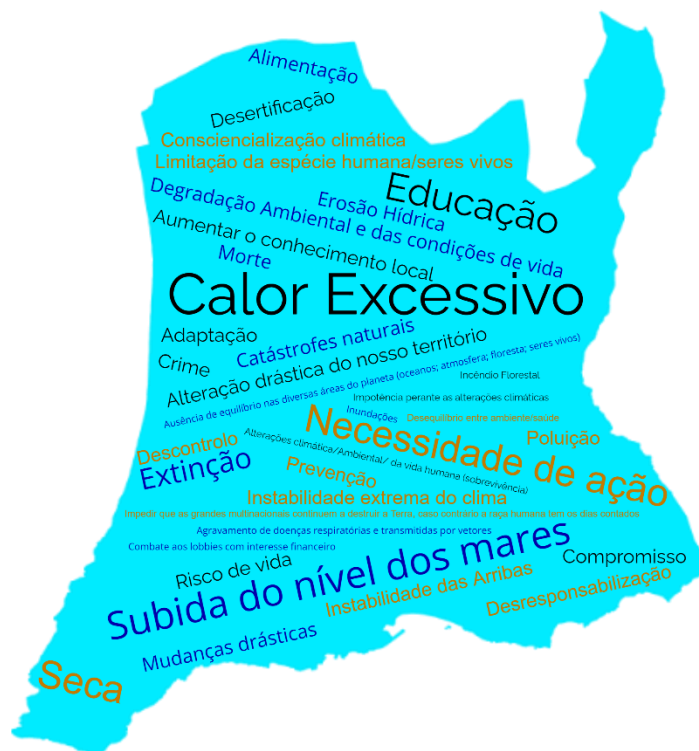 Alimentação
Desertificação
Consciencialização climática
Limitação da espécie humana/seres vivos
Educação
Degradação Ambiental e das condições de vida
Erosão Hídrica
Aumentar o conhecimento local
Morte
Calor Excessivo
Adaptação
Catástrofes naturais
Crime
Alteração drástica do nosso território
Ausência de equilíbrio nas diversas áreas do planeta (oceanos; atmosfera; floresta; seres vivos)
Incêndio Florestal
Impotência perante as alterações climáticas
Inundações
Desequilíbrio entre ambiente/saúde
Necessidade de ação
Poluição
Descontrolo
Alterações climática/Ambiental/ da vida humana (sobrevivência)
Extinção
Prevenção
Instabilidade extrema do clima
Impedir que as grandes multinacionais continuem a destruir a Terra, caso contrário a raça humana tem os dias contados
Agravamento de doenças respiratórias e transmitidas por vetores
Combate aos lobbies com interesse financeiro
Risco de vida
Subida do nível dos mares
Compromisso
Instabilidade das Arribas
Desresponsabilização
Mudanças drásticas
Seca